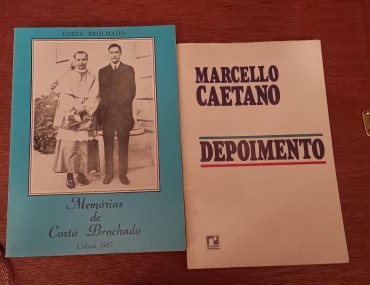 COSTA BROCHADO
Memórias
de
Costa Brochado
Lisboa 1987
MARCELLO
CAETANO
DEPOIMENTO